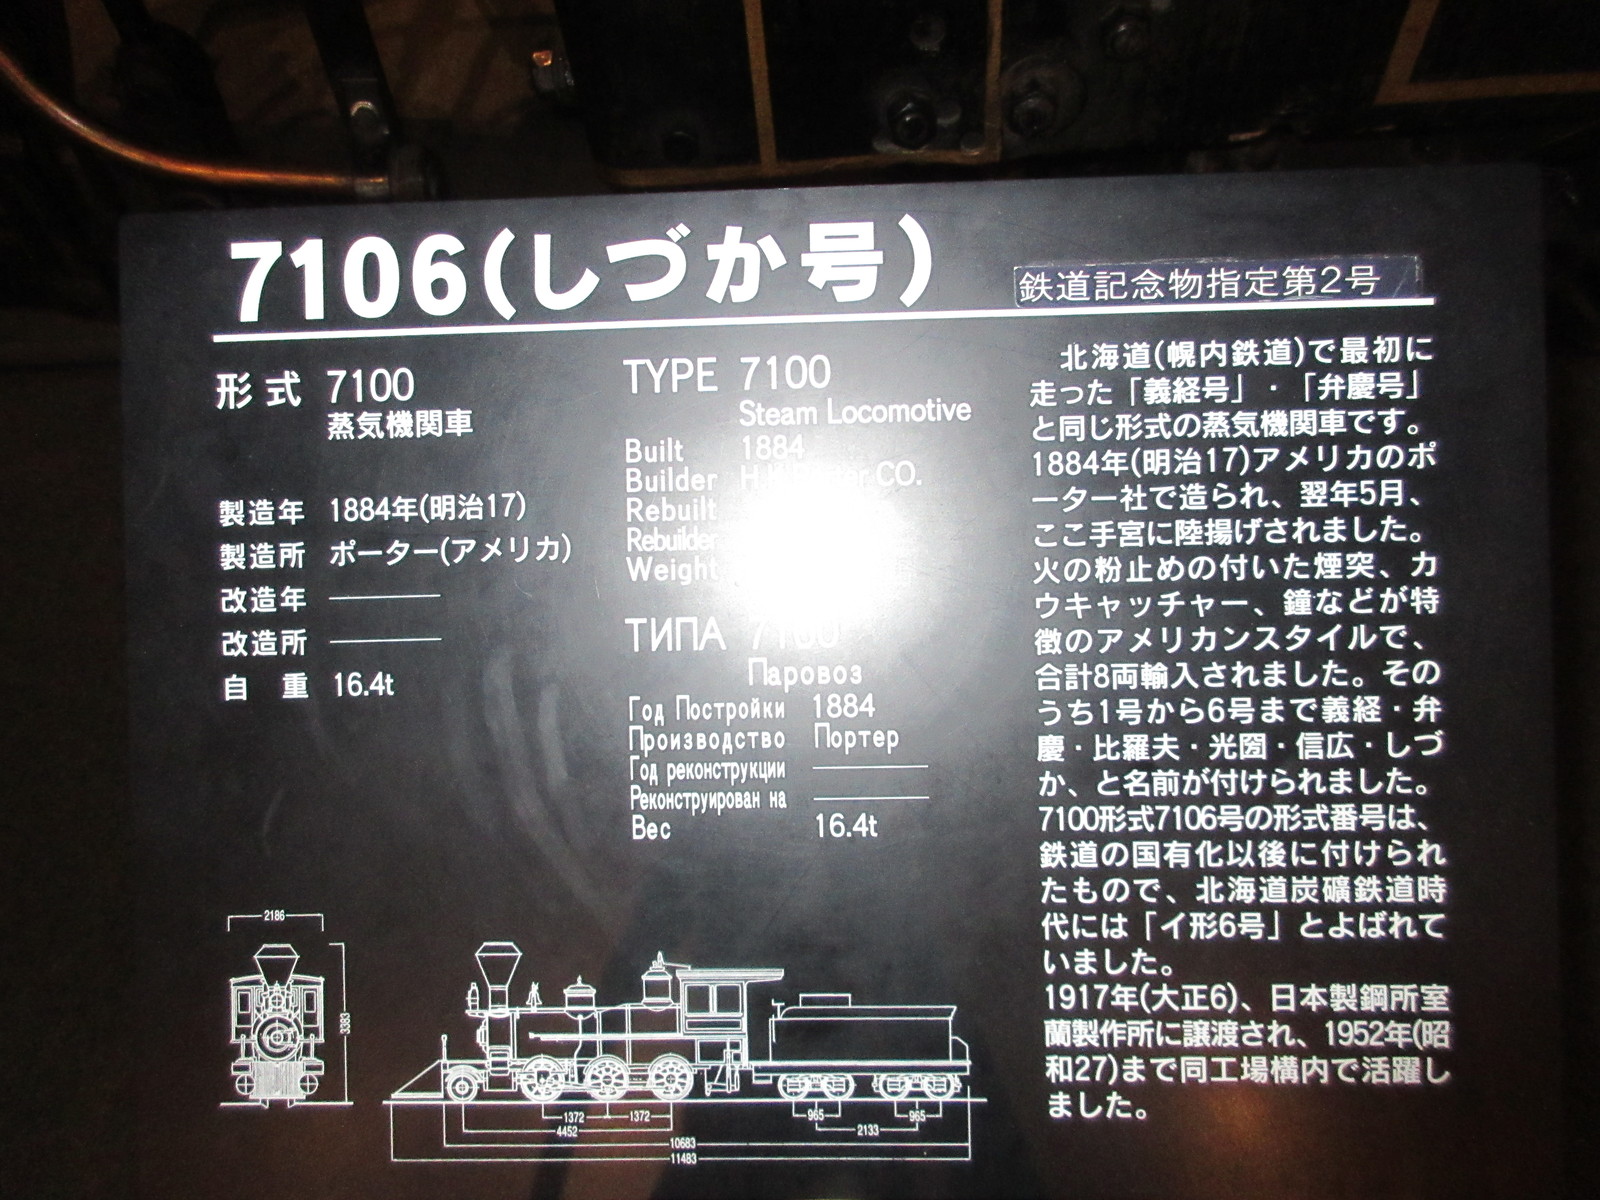 7106(しづか号)
鉄道記念物指定第2号
形式 7100
蒸気機関車
製造年 1884年(明治17)
製造所 ポーター(アメリカ)
改造年
改造所
自 重 16.4t
TYPE 7100
Steam Locomotive
Built 1884
Builder CO.
Rebuilt
Rebuilder
Weight
ТИПА 7100
Паровоз
Год Постройки 1884
Производство Портер
Год реконструкции
Реконструирован на
Вес 16.4t
北海道(幌内鉄道)で最初に
走った「義経号」・「弁慶号」
と同じ形式の蒸気機関車です。
1884年(明治17)アメリカのポ
ーター社で造られ、翌年5月、
ここ手宮に陸揚げされました。
火の粉止めの付いた煙突、カ
ウキャッチャー、鐘などが特
徴のアメリカンスタイルで、
合計8両輸入されました。その
うち1号から6号まで義経・弁
慶・比羅夫・光圀・信広・しづ
か、と名前が付けられました。
7100形式7106号の形式番号は、
鉄道の国有化以後に付けられ
たもので、北海道炭礦鉄道時
代には「イ形6号」とよばれて
いました。
1917年(大正6)、日本製鋼所室
蘭製作所に譲渡され、1952年(昭
和27)まで同工場構内で活躍し
ました。
2186
3383
1372 1372 965 965
4452 2133
10683
11483